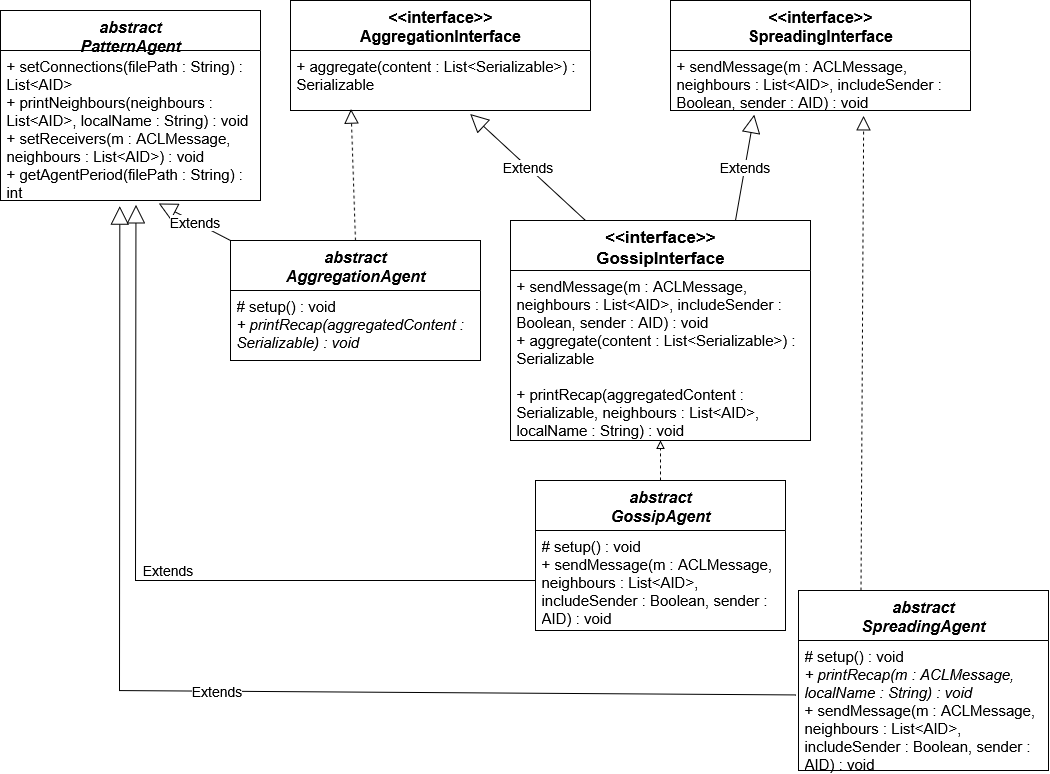 abstract
PatternAgent
+ setConnections(filePath : String) :
List<AID>
+ printNeighbours(neighbours :
List<AID>, localName : String) : void
+ setReceivers(m : ACLMessage,
neighbours : List<AID>) : void
+ getAgentPeriod(filePath : String) :
int
<<interface>>
AggregationInterface
+ aggregate(content : List<Serializable>) :
Serializable
<<interface>>
SpreadingInterface
+ sendMessage(m : ACLMessage,
neighbours : List<AID>, includeSender :
Boolean, sender : AID) : void
Extends
Extends
Extends
abstract
AggregationAgent
# setup() : void
+ printRecap(aggregatedContent :
Serializable) : void
<<interface>>
GossipInterface
+ sendMessage(m : ACLMessage,
neighbours : List<AID>, includeSender :
Boolean, sender : AID) : void
+ aggregate(content : List<Serializable>) :
Serializable
+ printRecap(aggregatedContent :
Serializable, neighbours : List<AID>,
localName : String) : void
abstract
GossipAgent
# setup() : void
+ sendMessage(m : ACLMessage,
neighbours : List<AID>,
includeSender : Boolean, sender :
AID) : void
Extends
abstract
SpreadingAgent
# setup() : void
+ printRecap(m : ACLMessage,
localName : String) : void
+ sendMessage(m : ACLMessage,
neighbours : List<AID>,
includeSender : Boolean, sender :
AID) : void
Extends